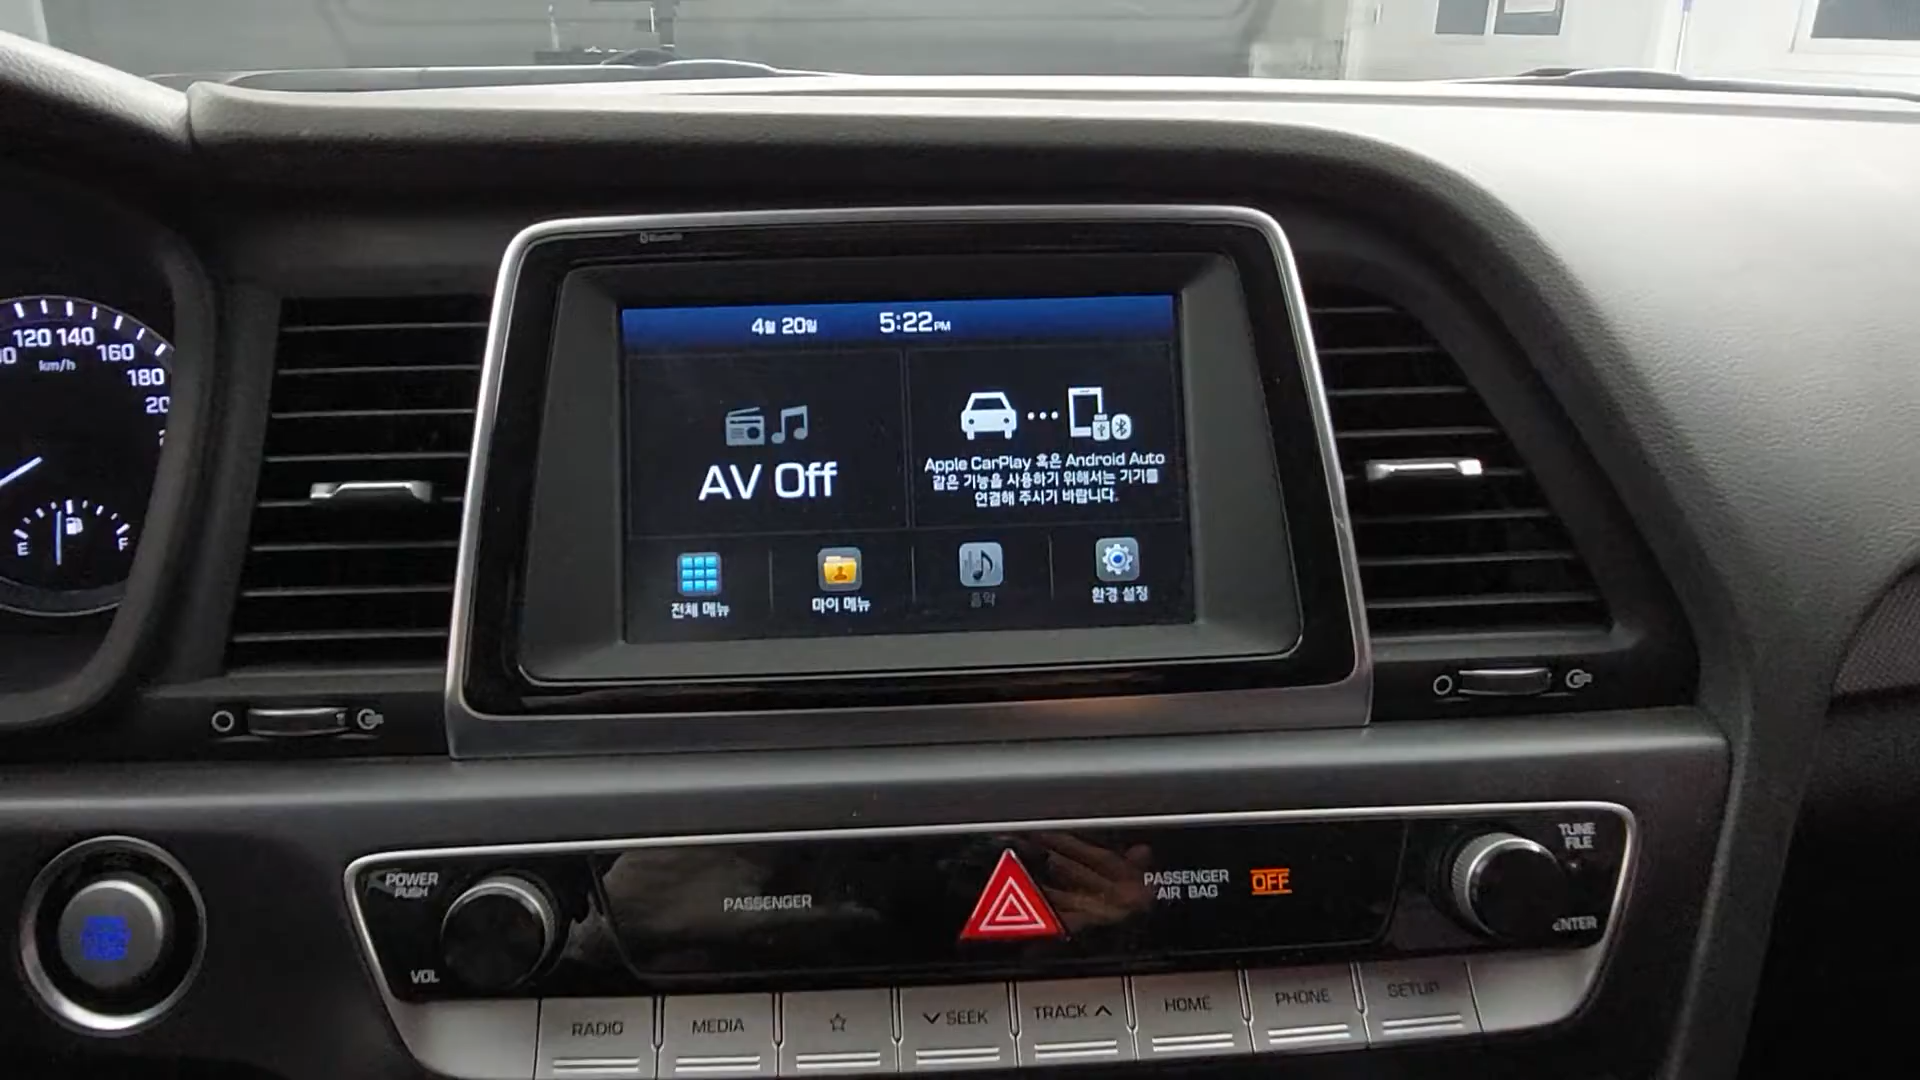 Bluetooth
4월 20일
5:22PM
AV Off
Apple CarPlay 혹은 Android Auto
같은 기능을 사용하기 위해서는 기기를
연결해 주시기 바랍니다.
전체 메뉴
마이 메뉴
음악
환경 설정
120 140
160
180
km/h
E
F
POWER
PUSH
VOL
PASSENGER
PASSENGER
AIR BAG
OFF
TUNE
FILE
ENTER
RADIO
MEDIA
SEEK
TRACK
HOME
PHONE
SETUP